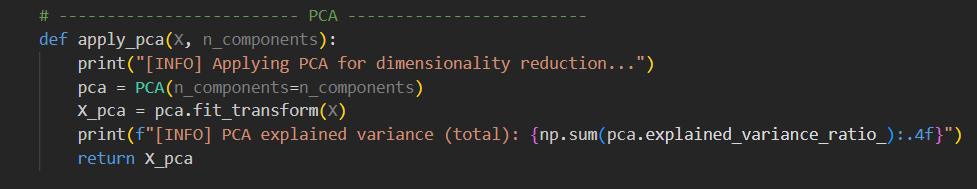 # ------------------------- PCA ------------------------
def apply_pca(X, n_components):
    print("[INFO] Applying PCA for dimensionality reduction...")
    pca = PCA(n_components=n_components)
    X_pca = pca.fit_transform(X)
    print(f"[INFO] PCA explained variance (total): {np.sum(pca.explained_variance_ratio_):.4f}")
    return X_pca